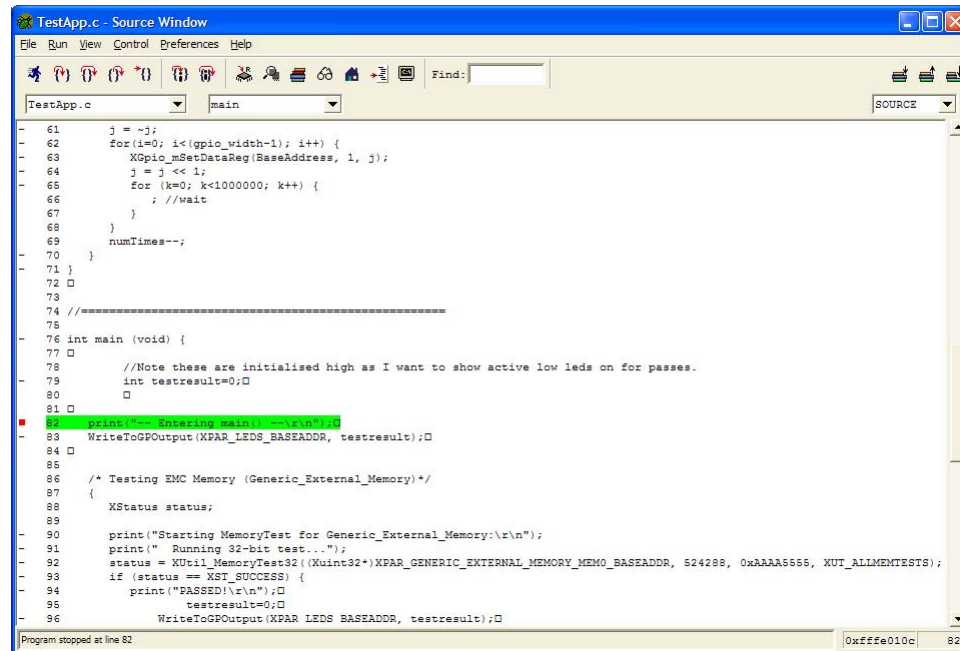 TestApp.c - Source Window
File Run View Control Preferences Help
Find:
TestApp.c main SOURCE
61 j = ~j;
62 for(i=0; i<(gpio_width-1); i++) {
63 XGpio_mSetDataReg(BaseAddress, 1, j);
64 j = j << 1;
65 for (k=0; k<1000000; k++) {
66 ; //wait
67 }
68 }
69 numTimes--;
70 }
71 }
72
73
74 //====================================================
75
76 int main (void) {
77
78 //Note these are initialised high as I want to show active low leds on for passes.
79 int testresult=0;
80
81
82 print("-- Entering main() --\r\n");
83 WriteToGPOutput(XPAR_LEDS_BASEADDR, testresult);
84
85
86 /* Testing EMC Memory (Generic_External_Memory)*/
87 {
88 XStatus status;
89
90 print("Starting MemoryTest for Generic_External_Memory:\r\n");
91 print("  Running 32-bit test...");
92 status = XUtil_MemoryTest32((Xuint32*)XPAR_GENERIC_EXTERNAL_MEMORY_MEM0_BASEADDR, 524288, 0xAAAA5555, XUT_ALLMEMTESTS);
93 if (status == XST_SUCCESS) {
94 print("PASSED!\r\n");
95 testresult=0;
96 WriteToGPOutput(XPAR_LEDS_BASEADDR, testresult);
Program stopped at line 82 0xfffe010c 82